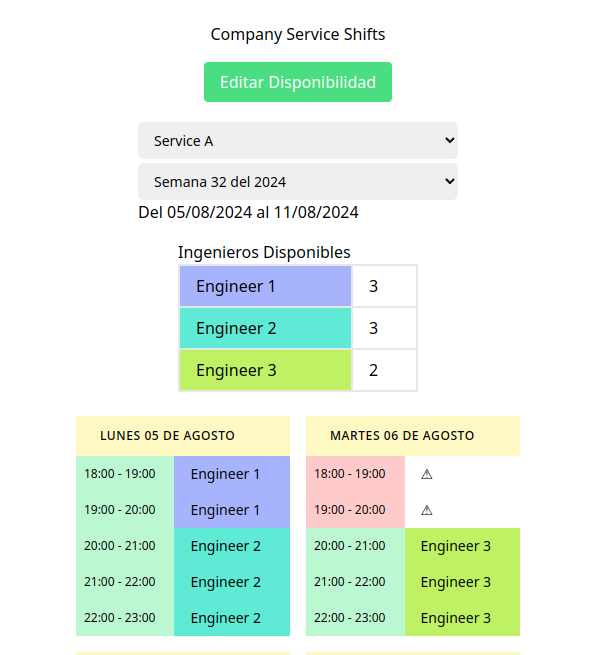 Company Service Shifts
Editar Disponibilidad
Service A
Semana 32 del 2024
Del 05/08/2024 al 11/08/2024
Ingenieros Disponibles
Engineer 1 3
Engineer 2 3
Engineer 3 2
LUNES 05 DE AGOSTO
18:00 - 19:00 Engineer 1
19:00 - 20:00 Engineer 1
20:00 - 21:00 Engineer 2
21:00 - 22:00 Engineer 2
22:00 - 23:00 Engineer 2
MARTES 06 DE AGOSTO
18:00 - 19:00 ⚠
19:00 - 20:00 ⚠
20:00 - 21:00 Engineer 3
21:00 - 22:00 Engineer 3
22:00 - 23:00 Engineer 3